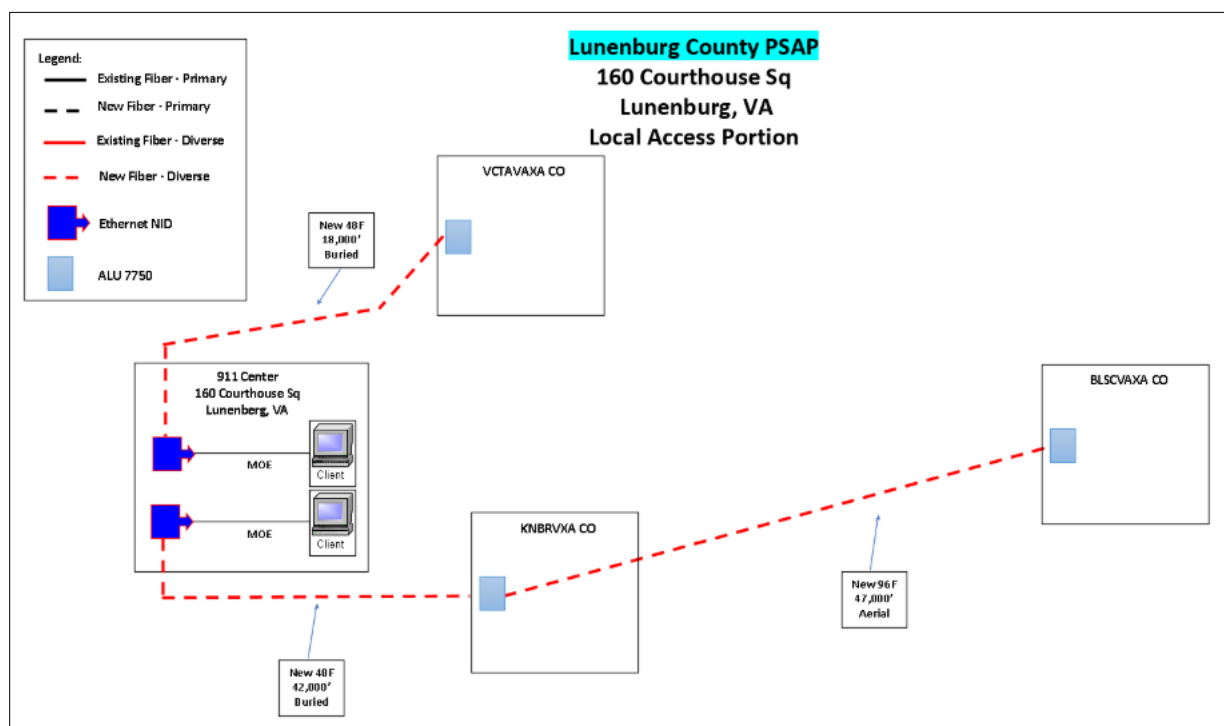 Lunenburg County PSAP
160 Courthouse Sq
Lunenburg, VA
Local Access Portion
Legend:
Existing Fiber - Primary
New Fiber - Primary
Existing Fiber - Diverse
New Fiber - Diverse
Ethernet NID
ALU 7750
VCTAVAXA CO
New 48F
18,000'
Buried
911 Center
160 Courthouse Sq
Lunenberg, VA
MOE
Client
MOE
Client
BLSCVAXA CO
KNBRVXA CO
New 96F
47,000'
Aerial
New 48F
42,000'
Buried